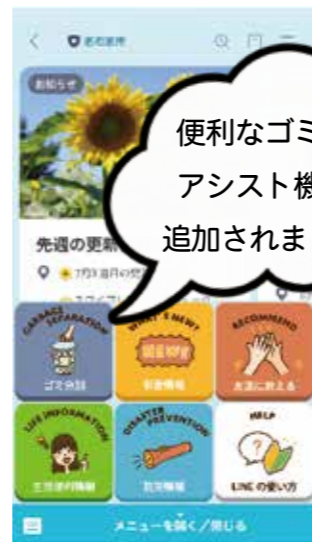 お知らせ
便利なゴミ
アシスト機
追加されま
先週の更新
GARBAGE SEPARATION
ゴミ分別
WHAT'S NEW?
NEWS
新着情報
RECOMMEND
友達に教える
LIFE INFORMATION
生活便利情報
DISASTER PREVENTION
防災情報
HELP
LINEの使い方
メニューを開く/閉じる